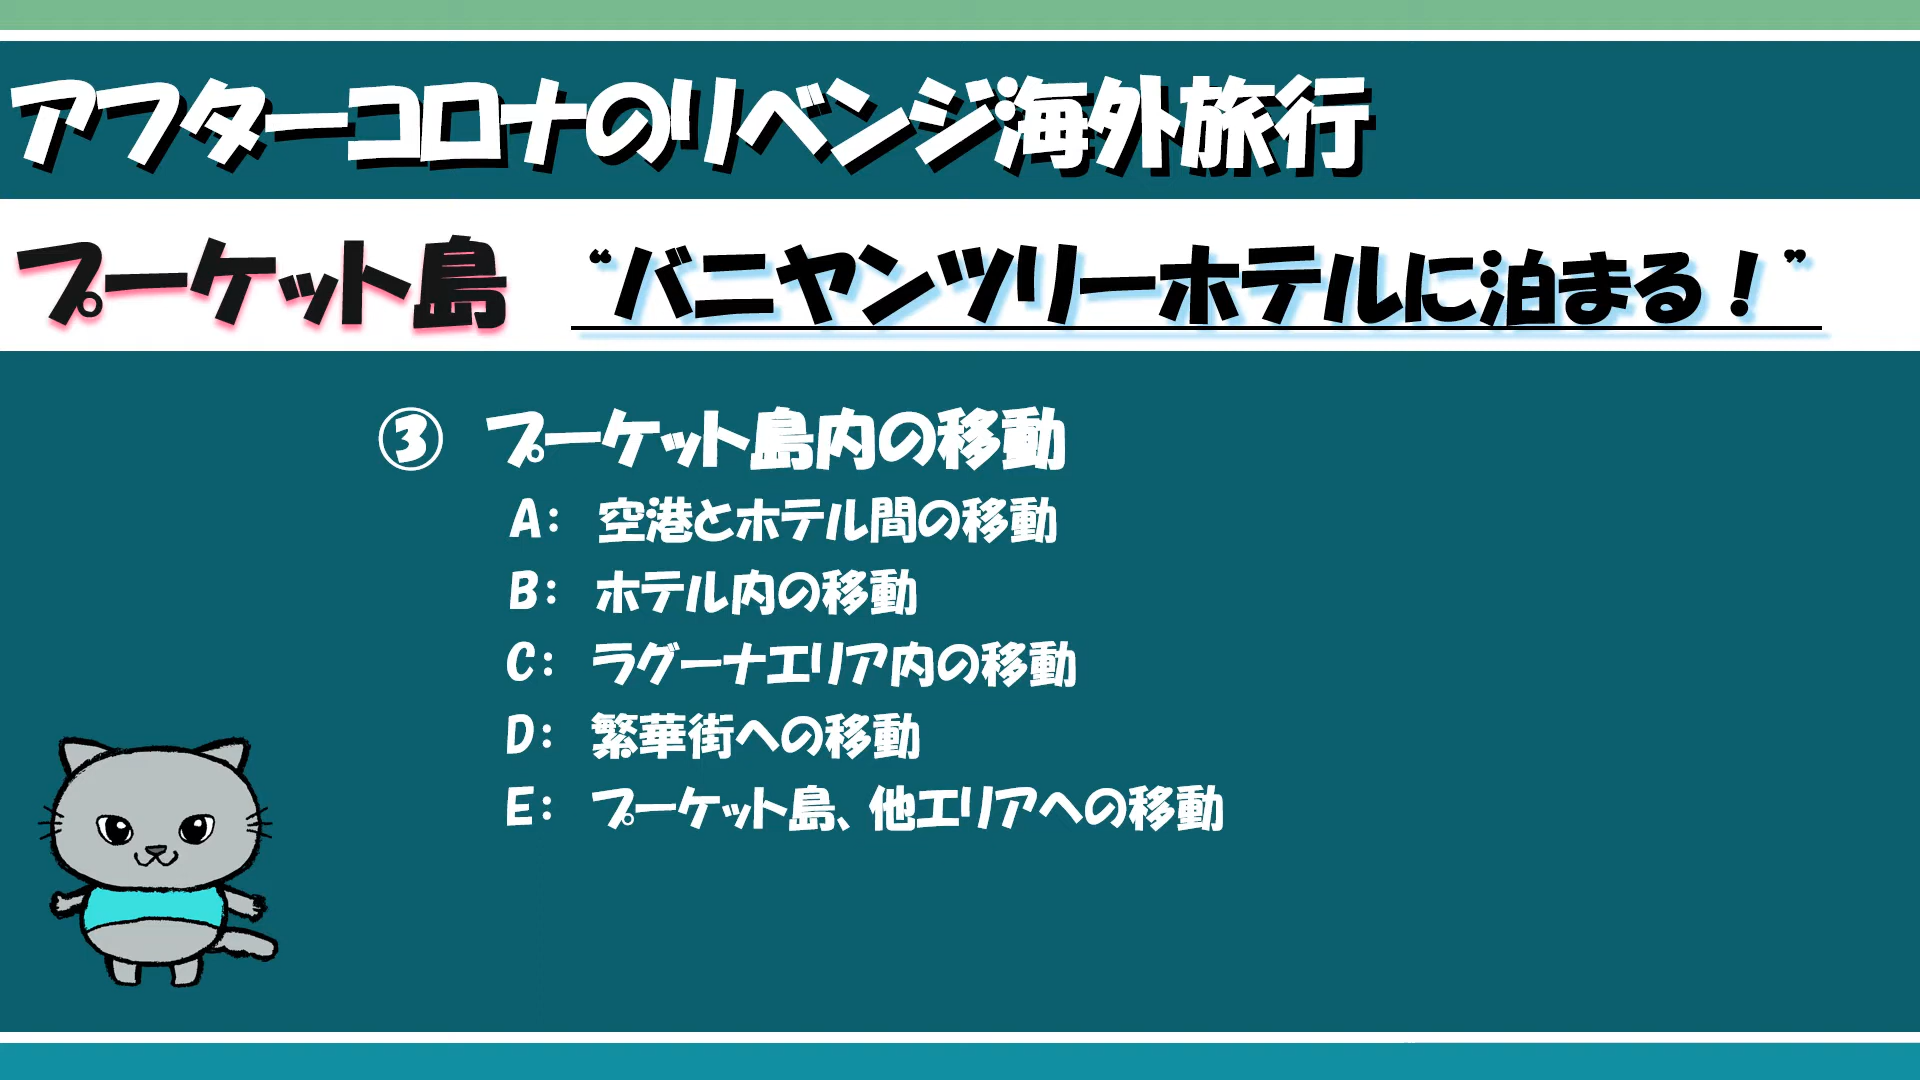 アフターコロナのリベンジ海外旅行
プーケット島 “バニヤンツリーホテルに泊まる！”
③ プーケット島内の移動
A： 空港とホテル間の移動
B： ホテル内の移動
C： ラグーナエリア内の移動
D： 繁華街への移動
E： プーケット島、他エリアへの移動